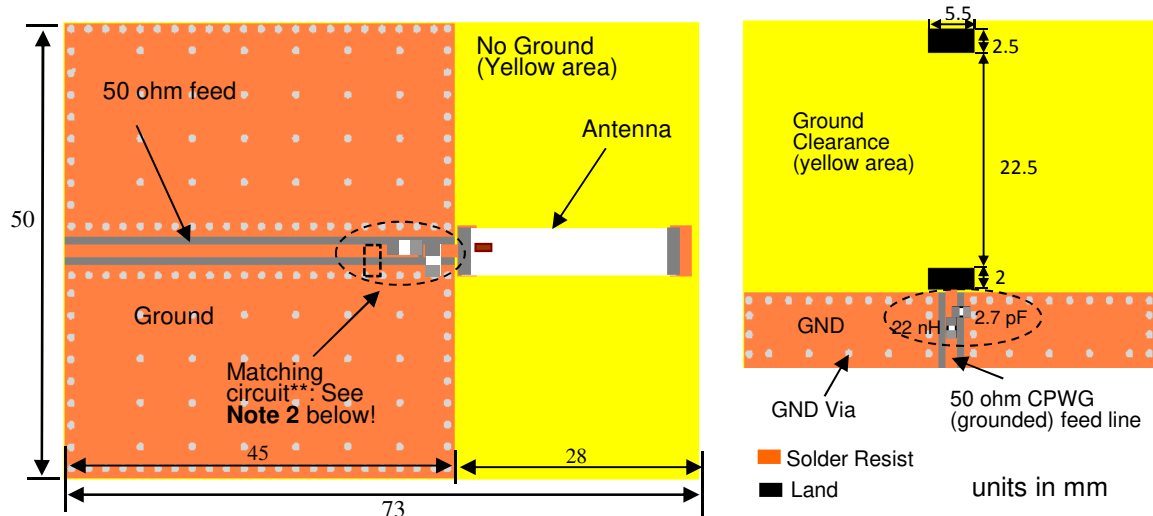 No Ground
(Yellow area)
50 ohm feed
Antenna
50
Ground
Matching
circuit**: See
Note 2 below!
45
28
73
5.5
2.5
Ground
Clearance
(yellow area)
22.5
2
GND
22 nH
2.7 pF
GND Via
50 ohm CPWG
(grounded) feed line
Solder Resist
Land
units in mm